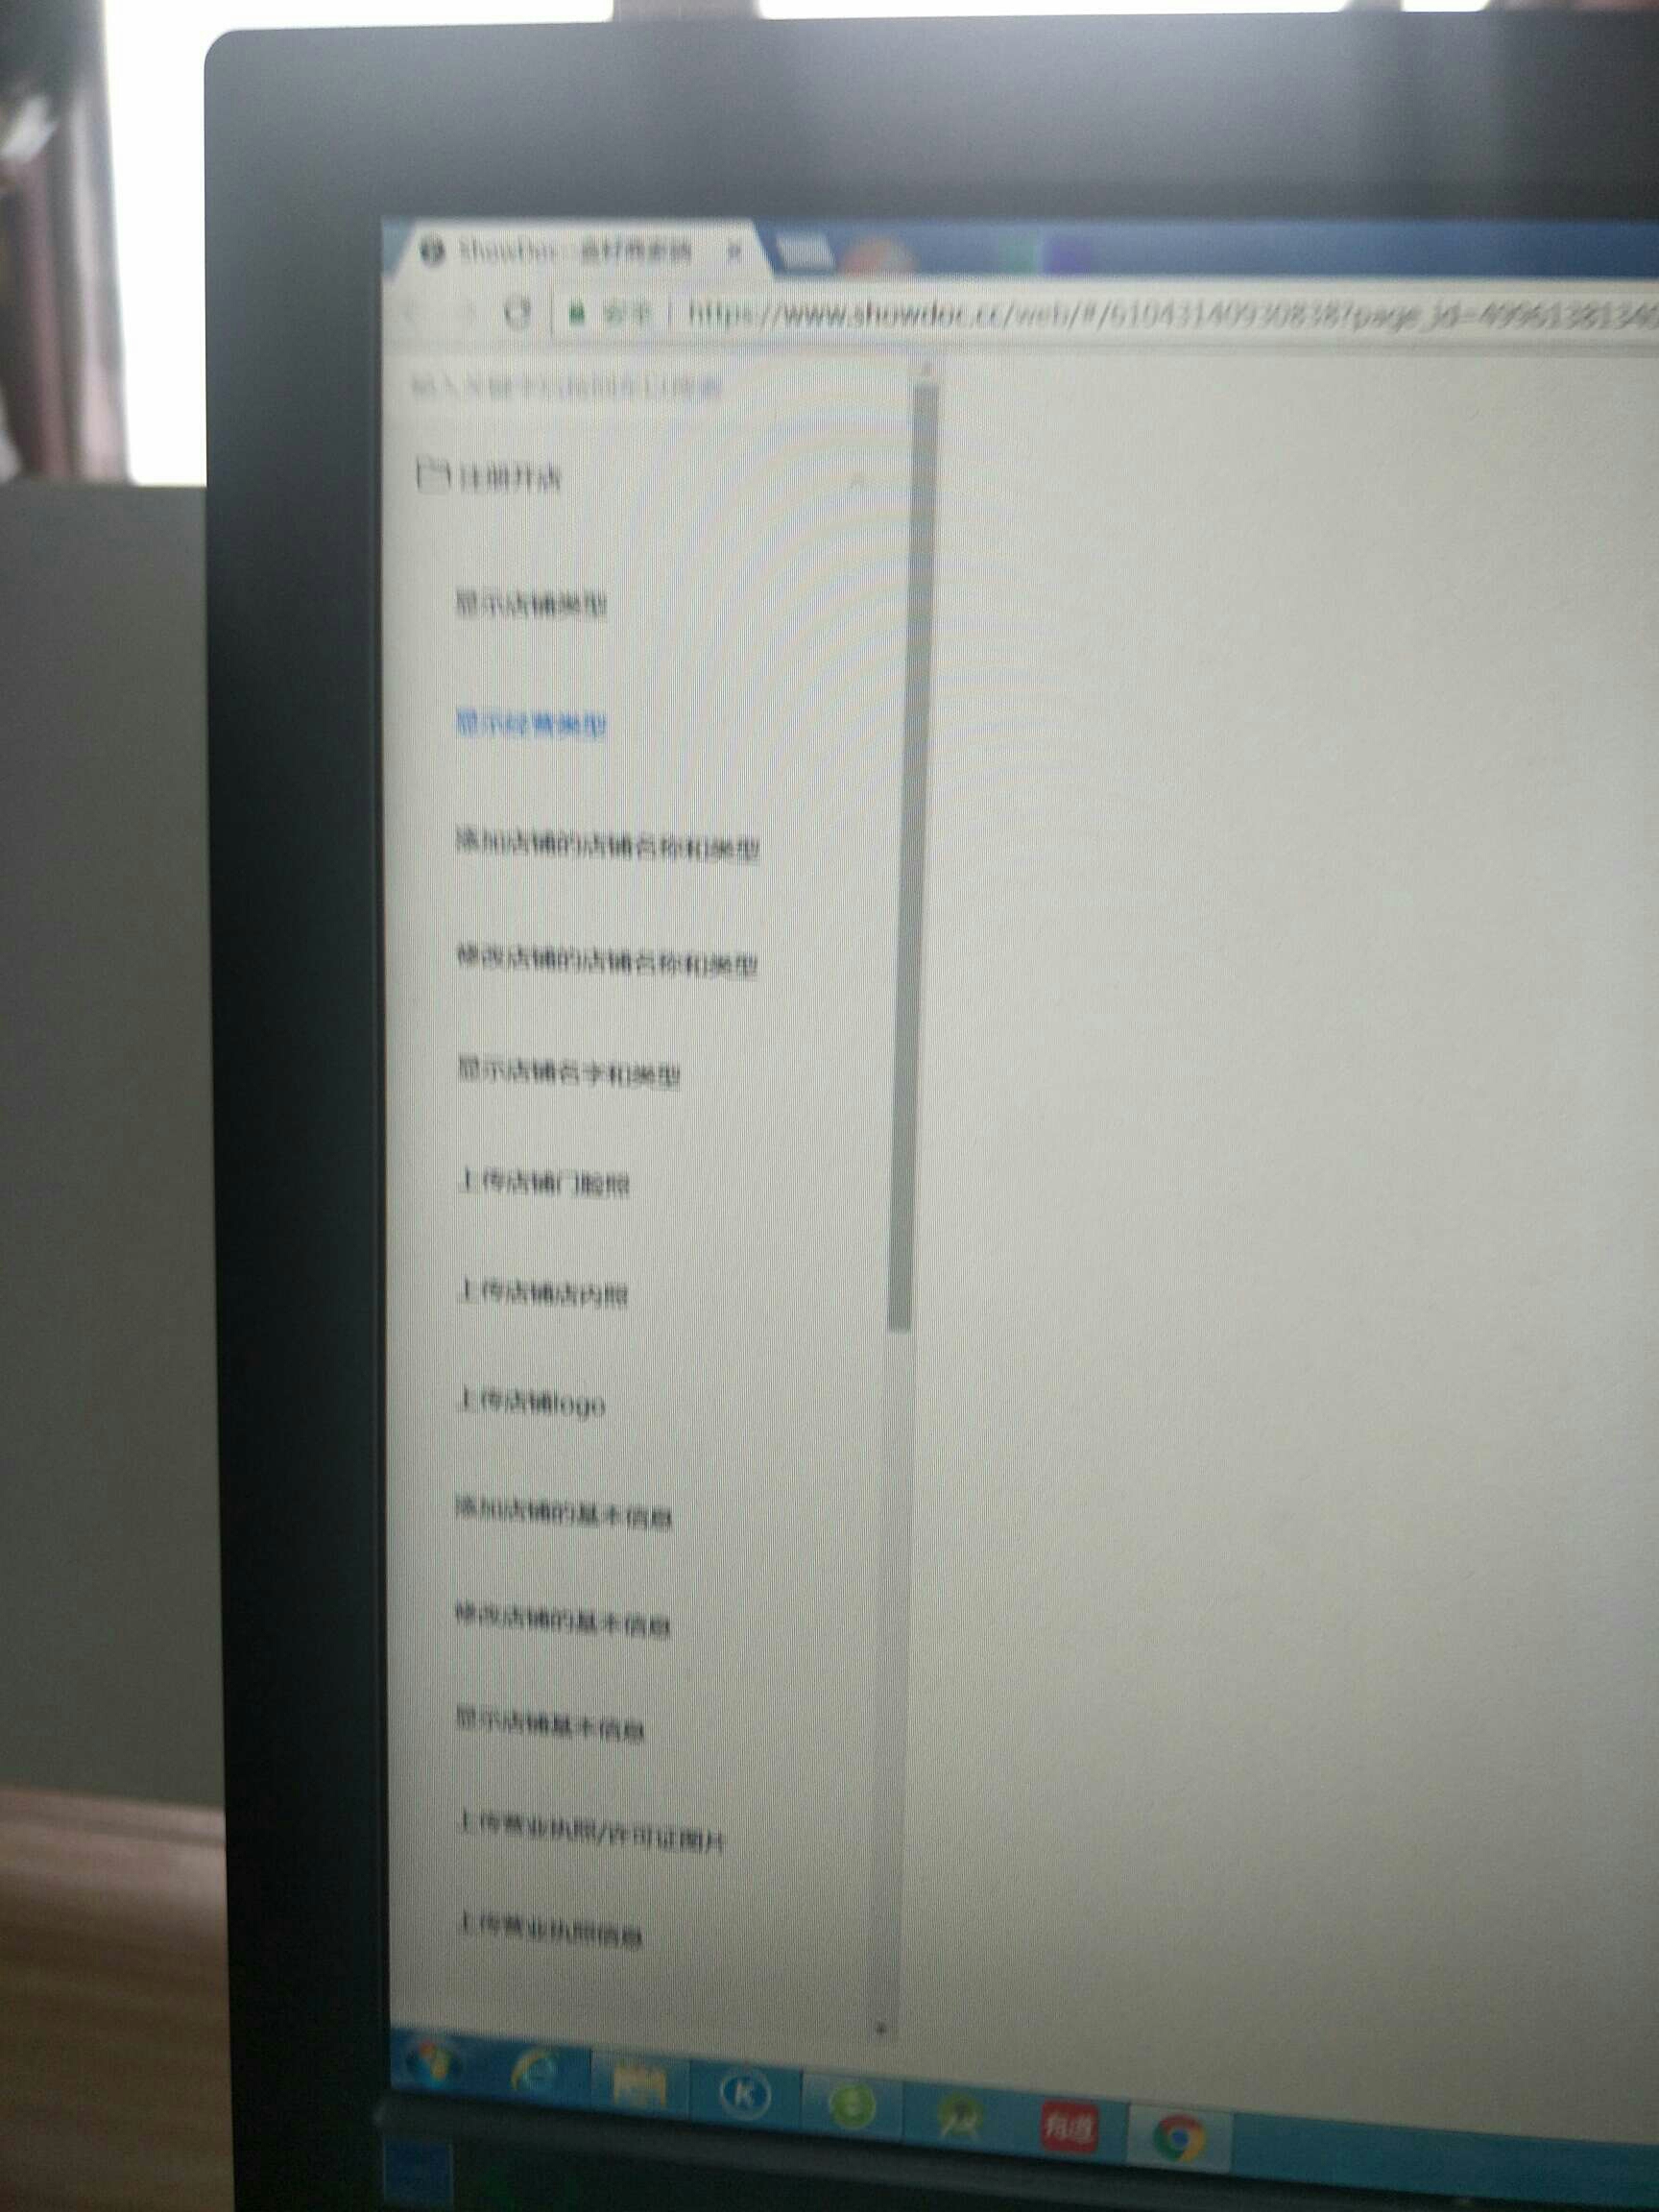 ShowDoc
安全 https://www.showdoc.cc/web/#/610431409308387page_id=4996138134
注册开店
显示店铺类型
显示经营类型
添加店铺的店铺名称和类型
修改店铺的店铺名称和类型
显示店铺名字和类型
上传店铺门脸照
上传店铺店内照
上传店铺logo
添加店铺的基本信息
修改店铺的基本信息
显示店铺基本信息
上传营业执照/许可证图片
上传营业执照信息
K
有道